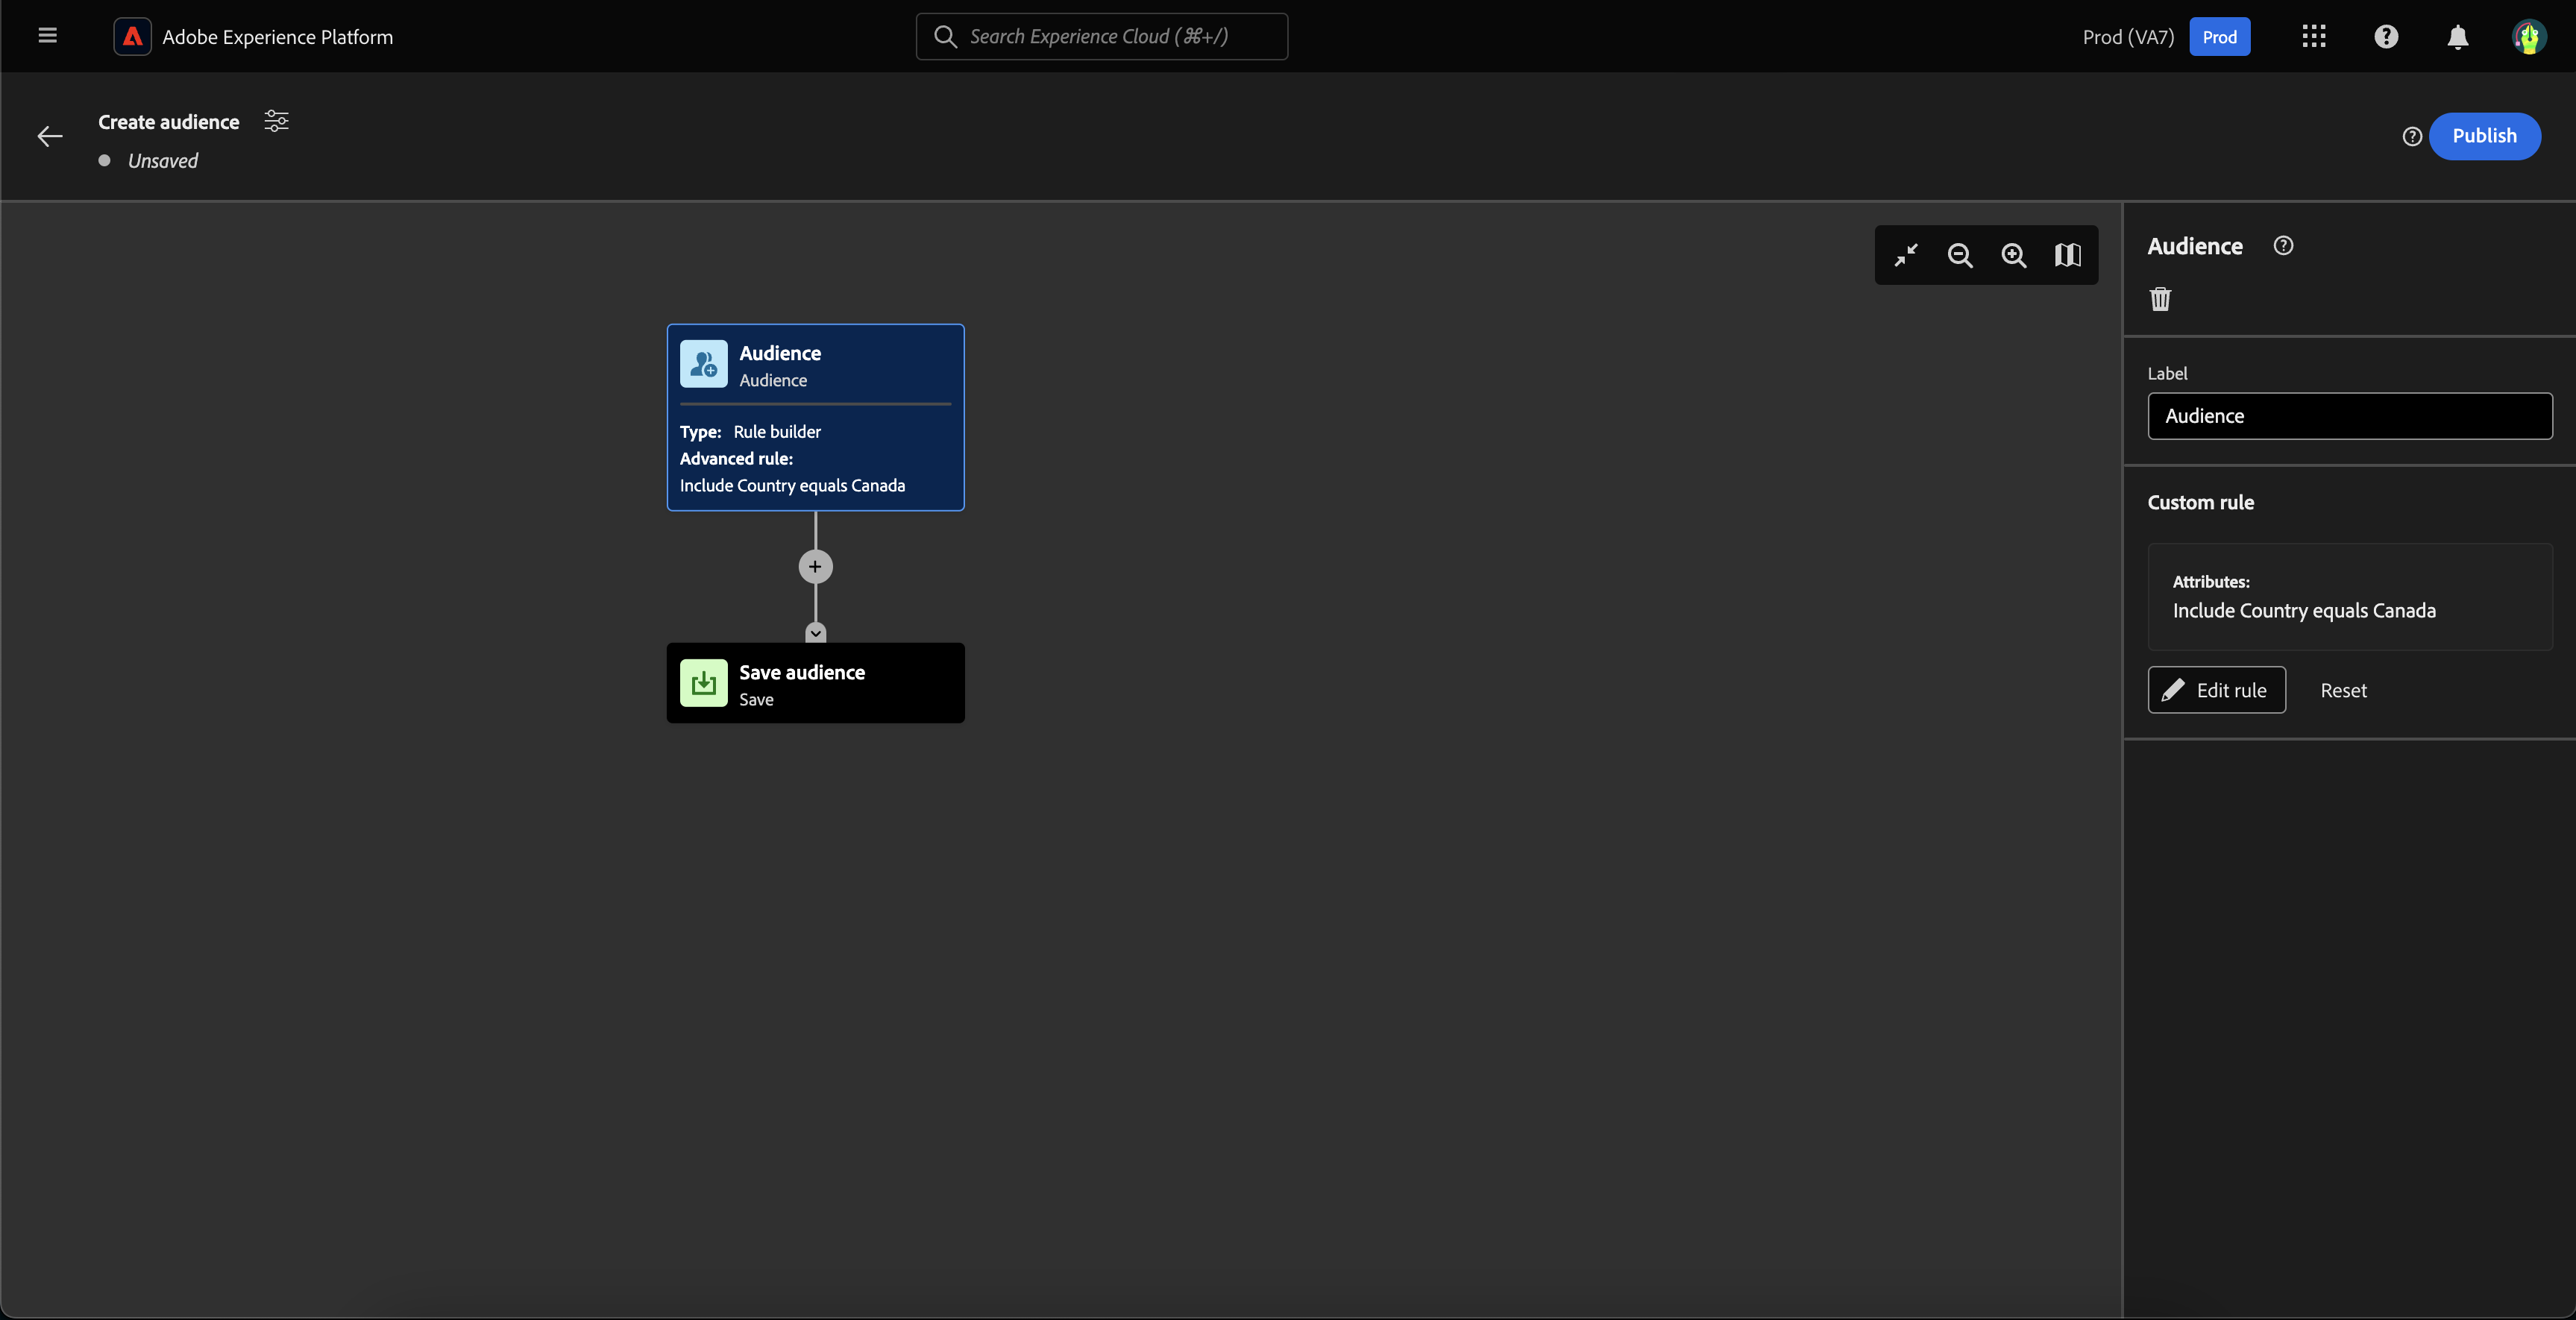 Adobe Experience Platform
Search Experience Cloud (⌘+/)
Prod (VA7)
Prod
Create audience
Unsaved
Publish
Audience
Audience
Type: Rule builder
Advanced rule:
Include Country equals Canada
Save audience
Save
Audience
Label
Audience
Custom rule
Attributes:
Include Country equals Canada
Edit rule
Reset